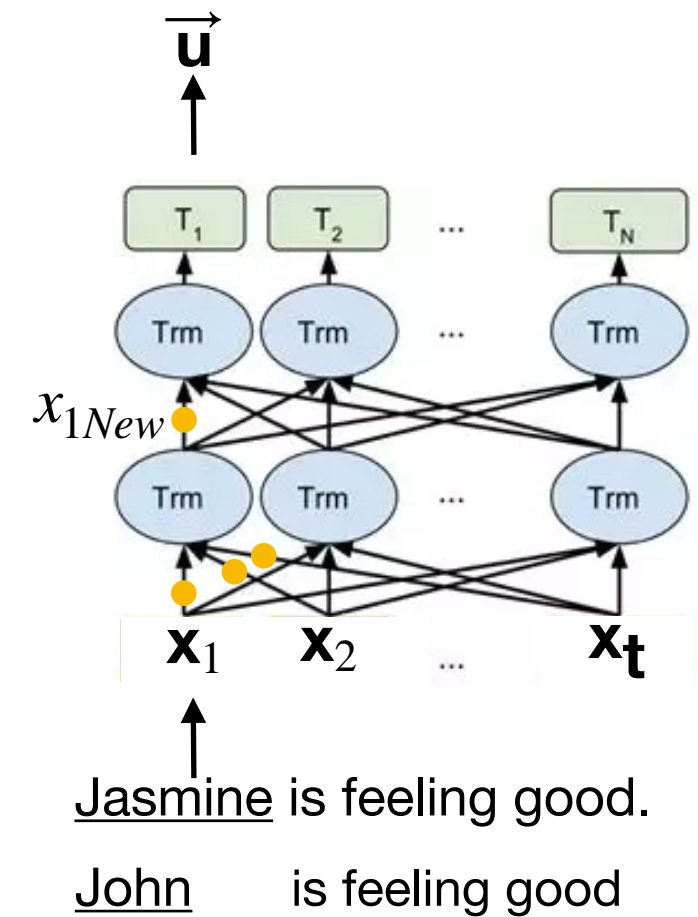 u
T1 T2 ... TN
Trm Trm ... Trm
x1New
Trm Trm ... Trm
x1 x2 ... xt
Jasmine is feeling good.
John is feeling good